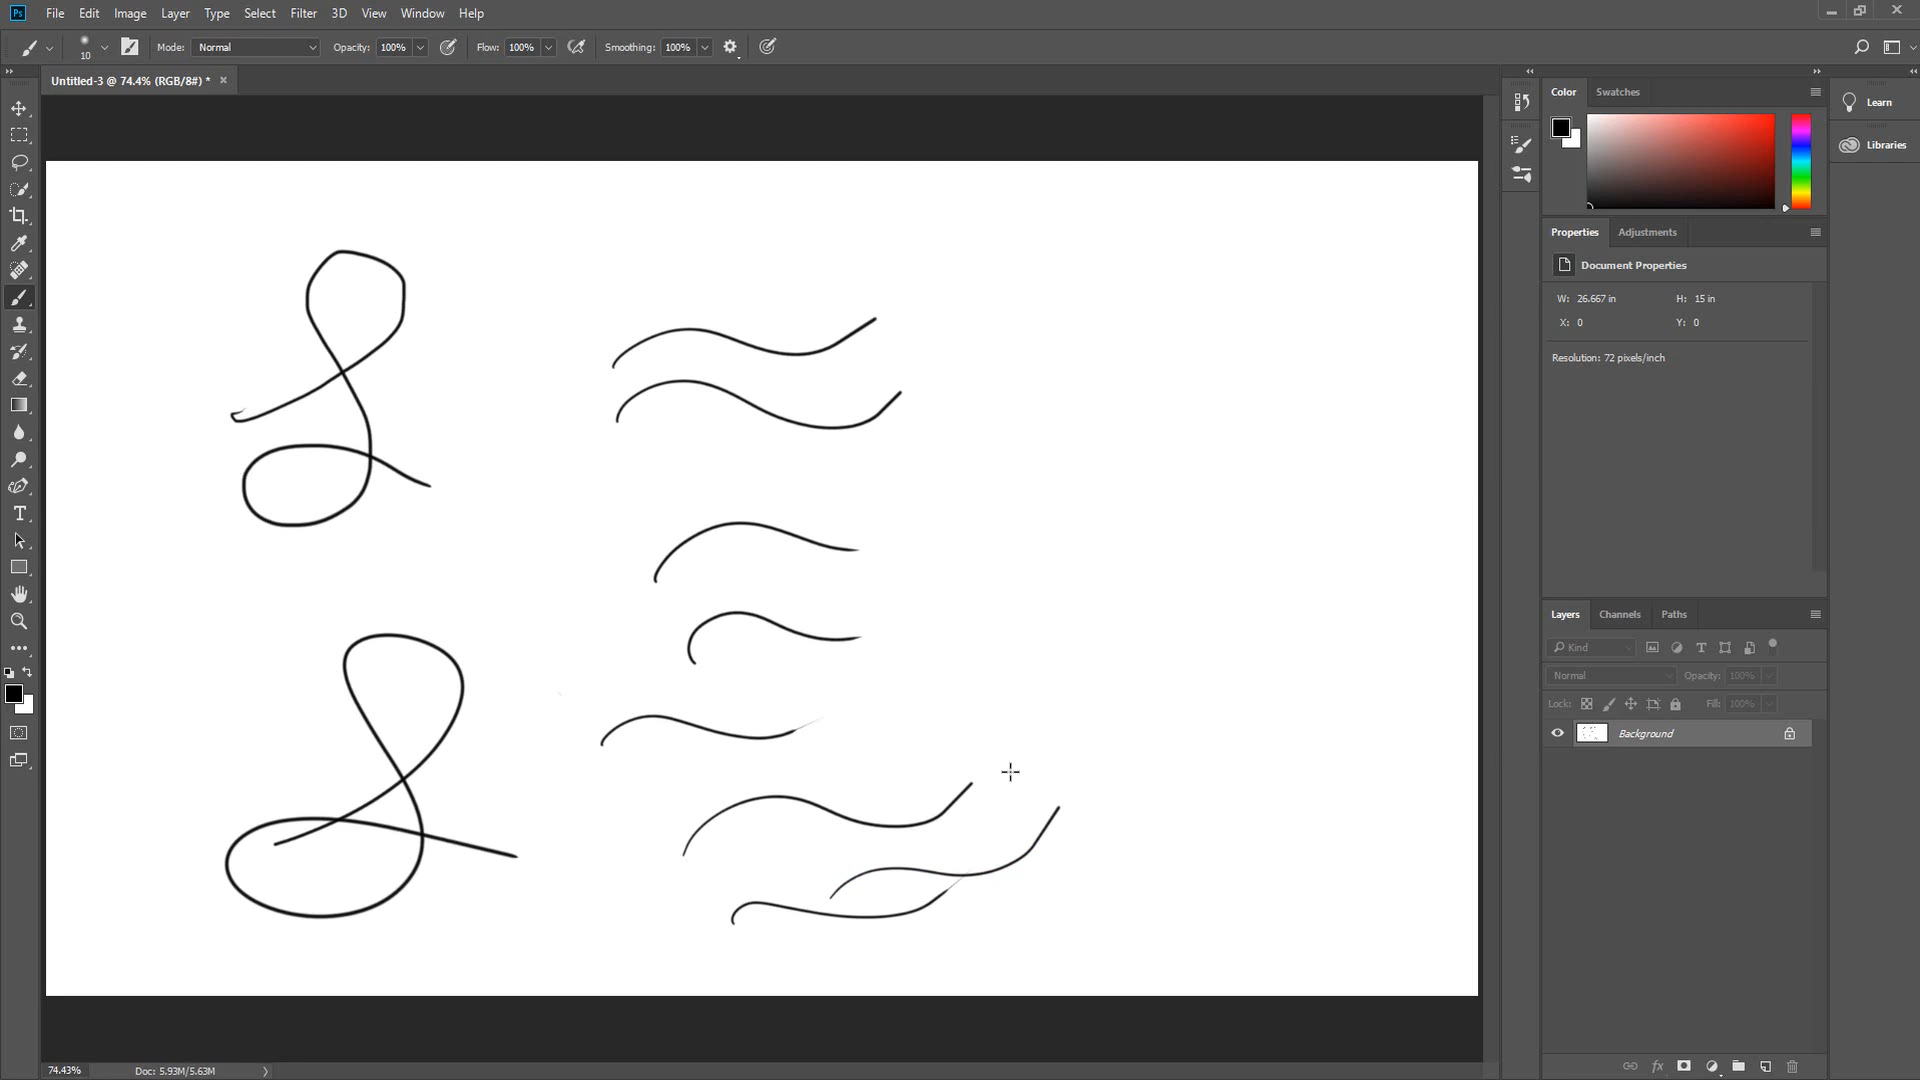 Ps File Edit Image Layer Type Select Filter 3D View Window Help
10 Mode: Normal Opacity: 100% Flow: 100% Smoothing: 100%
Untitled-3 @ 74.4% (RGB/8#) *
Color Swatches
Learn
Libraries
Properties Adjustments
Document Properties
W: 26.667 in H: 15 in
X: 0 Y: 0
Resolution: 72 pixels/inch
Layers Channels Paths
Kind
Normal Opacity: 100%
Lock: Fill: 100%
Background
fx
74.43% Doc: 5.93M/5.63M